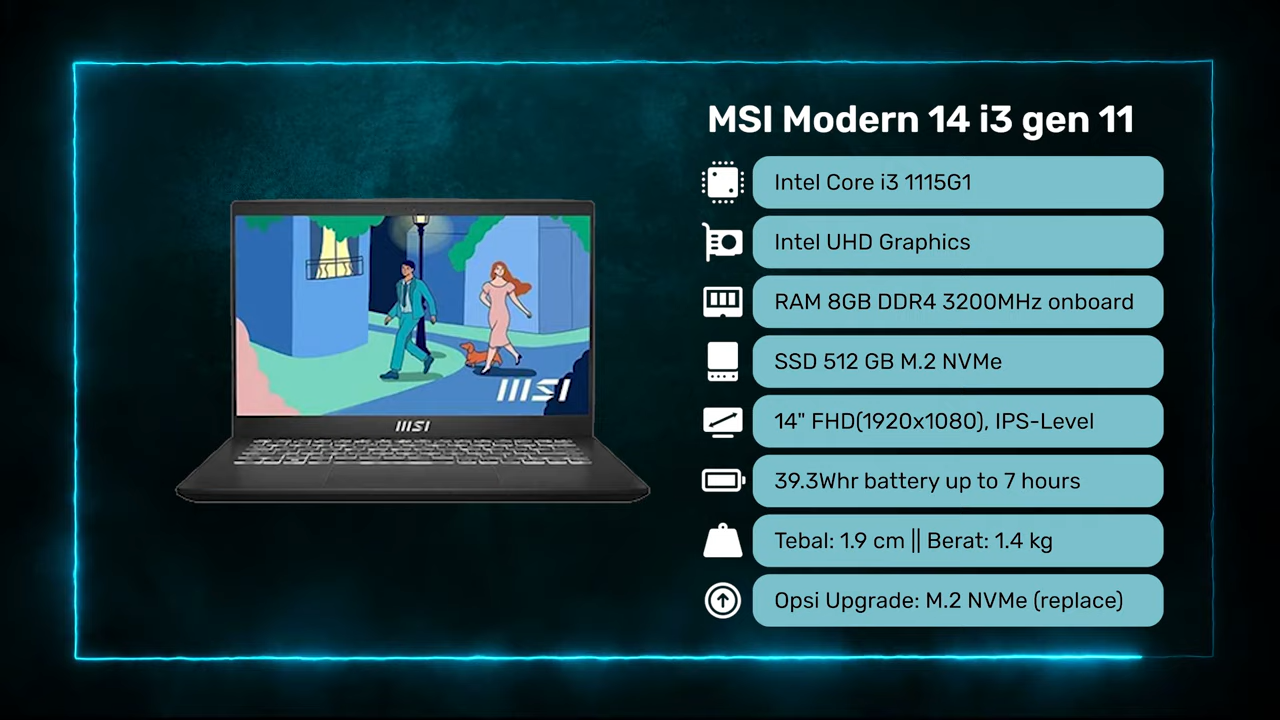 MSI Modern 14 i3 gen 11
Intel Core i3 1115G1
Intel UHD Graphics
RAM 8GB DDR4 3200MHz onboard
SSD 512 GB M.2 NVMe
14" FHD(1920x1080), IPS-Level
39.3Whr battery up to 7 hours
Tebal: 1.9 cm || Berat: 1.4 kg
Opsi Upgrade: M.2 NVMe (replace)
msi
msi